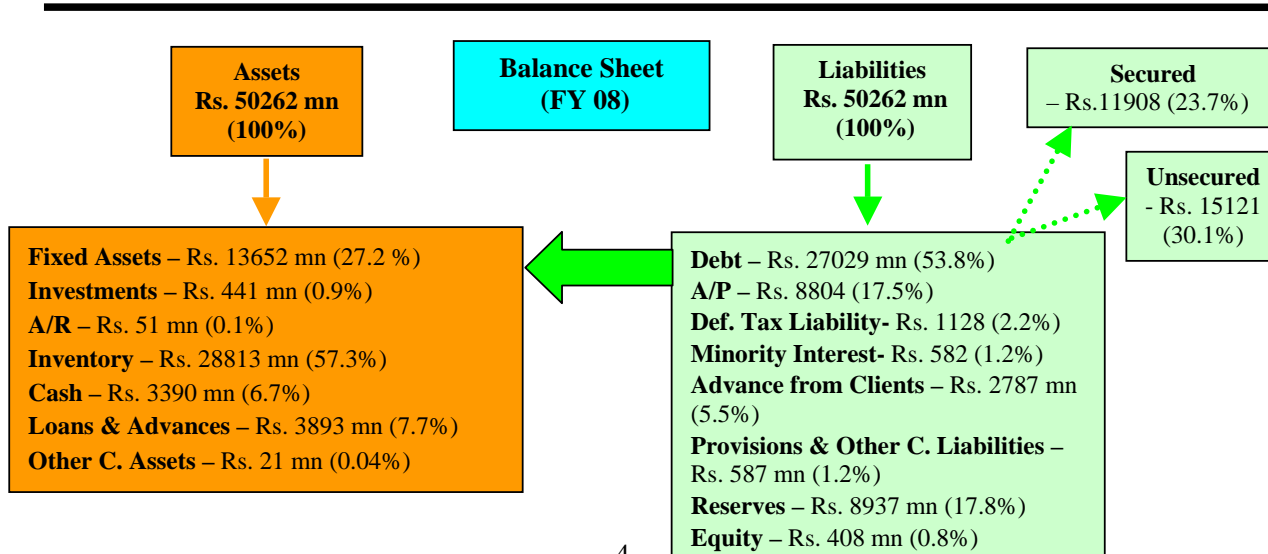 Assets
Rs. 50262 mn
(100%)
Balance Sheet
(FY 08)
Liabilities
Rs. 50262 mn
(100%)
Secured
– Rs.11908 (23.7%)
Unsecured
- Rs. 15121
(30.1%)
Fixed Assets – Rs. 13652 mn (27.2 %)
Investments – Rs. 441 mn (0.9%)
A/R – Rs. 51 mn (0.1%)
Inventory – Rs. 28813 mn (57.3%)
Cash – Rs. 3390 mn (6.7%)
Loans & Advances – Rs. 3893 mn (7.7%)
Other C. Assets – Rs. 21 mn (0.04%)
Debt – Rs. 27029 mn (53.8%)
A/P – Rs. 8804 (17.5%)
Def. Tax Liability- Rs. 1128 (2.2%)
Minority Interest- Rs. 582 (1.2%)
Advance from Clients – Rs. 2787 mn
(5.5%)
Provisions & Other C. Liabilities –
Rs. 587 mn (1.2%)
Reserves – Rs. 8937 mn (17.8%)
Equity – Rs. 408 mn (0.8%)
4